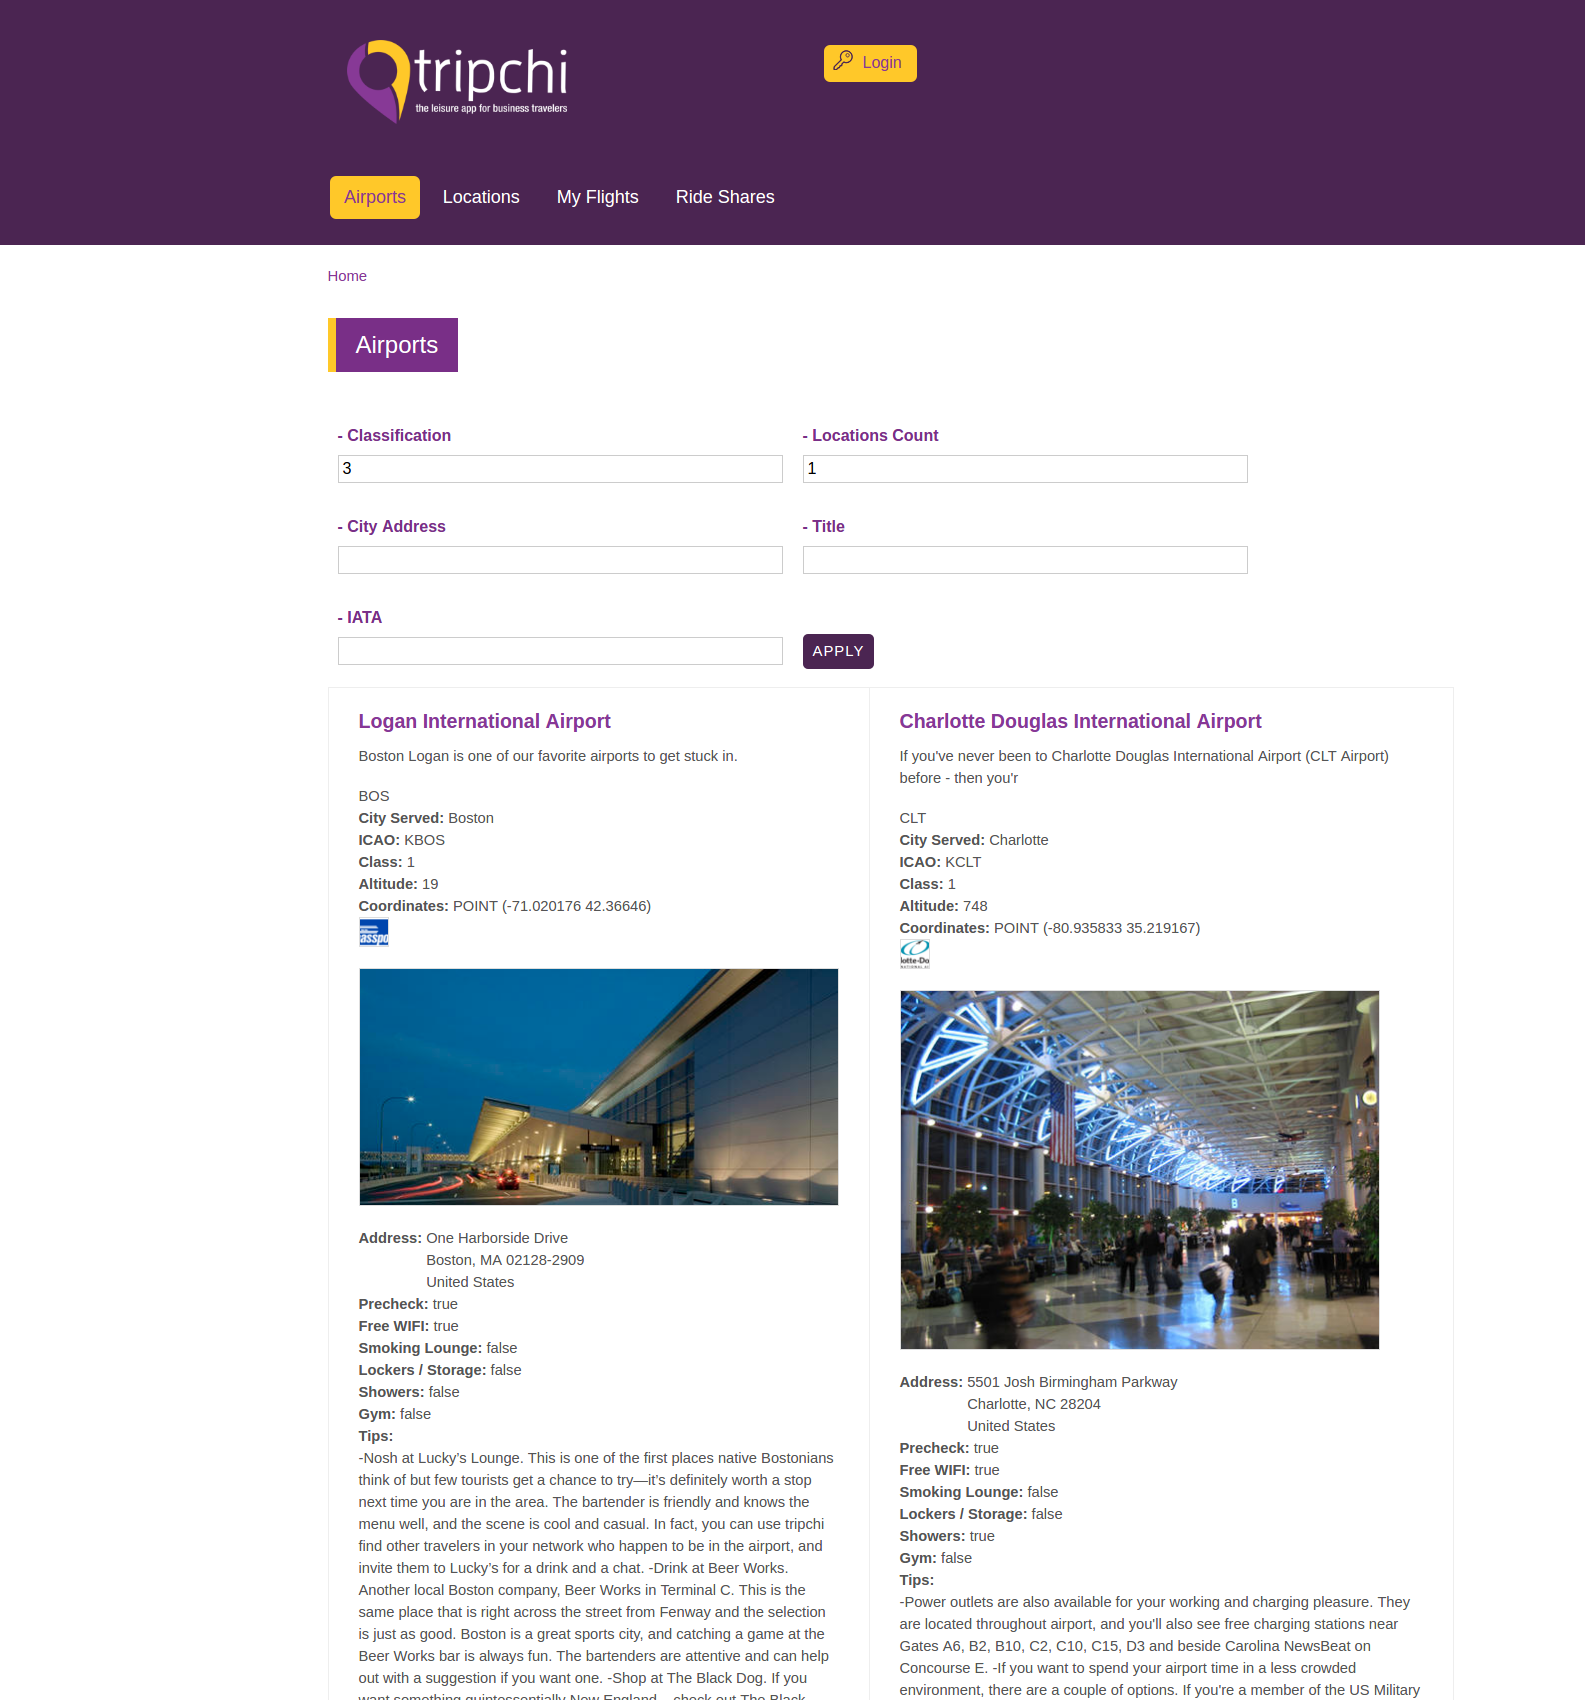 tripchi
the leisure app for business travelers
Login
Airports
Locations
My Flights
Ride Shares
Home
Airports
- Classification
- Locations Count
3
1
- City Address
- Title
- IATA
APPLY
Logan International Airport
Boston Logan is one of our favorite airports to get stuck in.
BOS
City Served: Boston
ICAO: KBOS
Class: 1
Altitude: 19
Coordinates: POINT (-71.020176 42.36646)
asspo
Address: One Harborside Drive
Boston, MA 02128-2909
United States
Precheck: true
Free WIFI: true
Smoking Lounge: false
Lockers / Storage: false
Showers: false
Gym: false
Tips:
-Nosh at Lucky’s Lounge. This is one of the first places native Bostonians
think of but few tourists get a chance to try—it’s definitely worth a stop
next time you are in the area. The bartender is friendly and knows the
menu well, and the scene is cool and casual. In fact, you can use tripchi
find other travelers in your network who happen to be in the airport, and
invite them to Lucky’s for a drink and a chat. -Drink at Beer Works.
Another local Boston company, Beer Works in Terminal C. This is the
same place that is right across the street from Fenway and the selection
is just as good. Boston is a great sports city, and catching a game at the
Beer Works bar is always fun. The bartenders are attentive and can help
out with a suggestion if you want one. -Shop at The Black Dog. If you
want something quintessentially New England... check out The Black
Charlotte Douglas International Airport
If you've never been to Charlotte Douglas International Airport (CLT Airport)
before - then you'r
CLT
City Served: Charlotte
ICAO: KCLT
Class: 1
Altitude: 748
Coordinates: POINT (-80.935833 35.219167)
lotte-Do
B
Address: 5501 Josh Birmingham Parkway
Charlotte, NC 28204
United States
Precheck: true
Free WIFI: true
Smoking Lounge: false
Lockers / Storage: false
Showers: true
Gym: false
Tips:
-Power outlets are also available for your working and charging pleasure. They
are located throughout airport, and you'll also see free charging stations near
Gates A6, B2, B10, C2, C10, C15, D3 and beside Carolina NewsBeat on
Concourse E. -If you want to spend your airport time in a less crowded
environment, there are a couple of options. If you're a member of the US Military